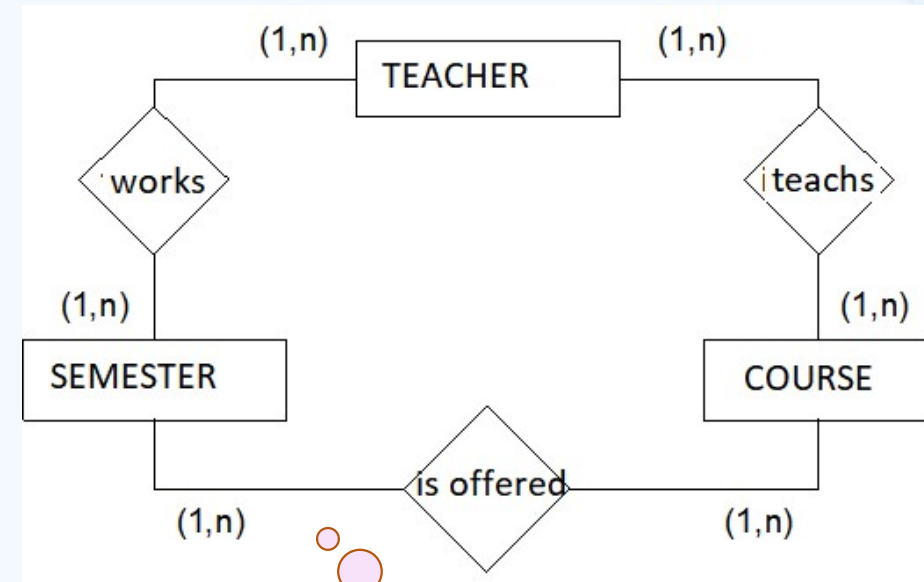 (1,n) TEACHER (1,n)
works teachs
(1,n) (1,n)
SEMESTER COURSE
is offered
(1,n) (1,n)